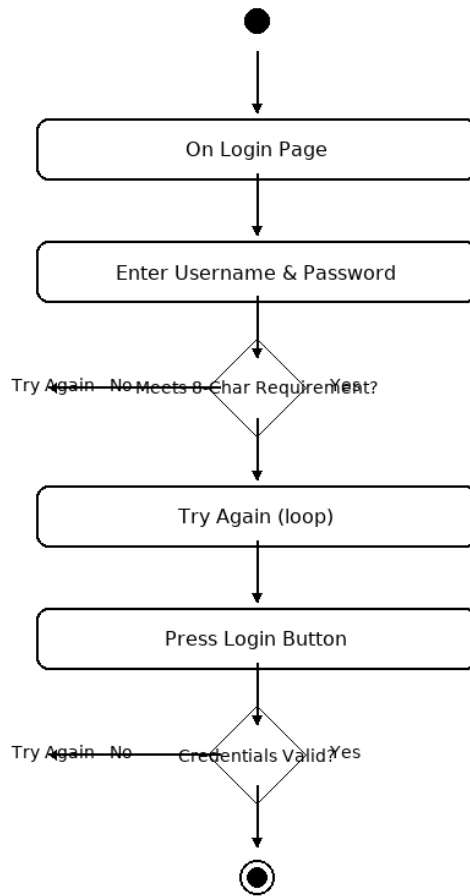 On Login Page
Enter Username & Password
Try Again No Meets 8-Char Requirement? Yes
Try Again (loop)
Press Login Button
Try Again No Credentials Valid? Yes